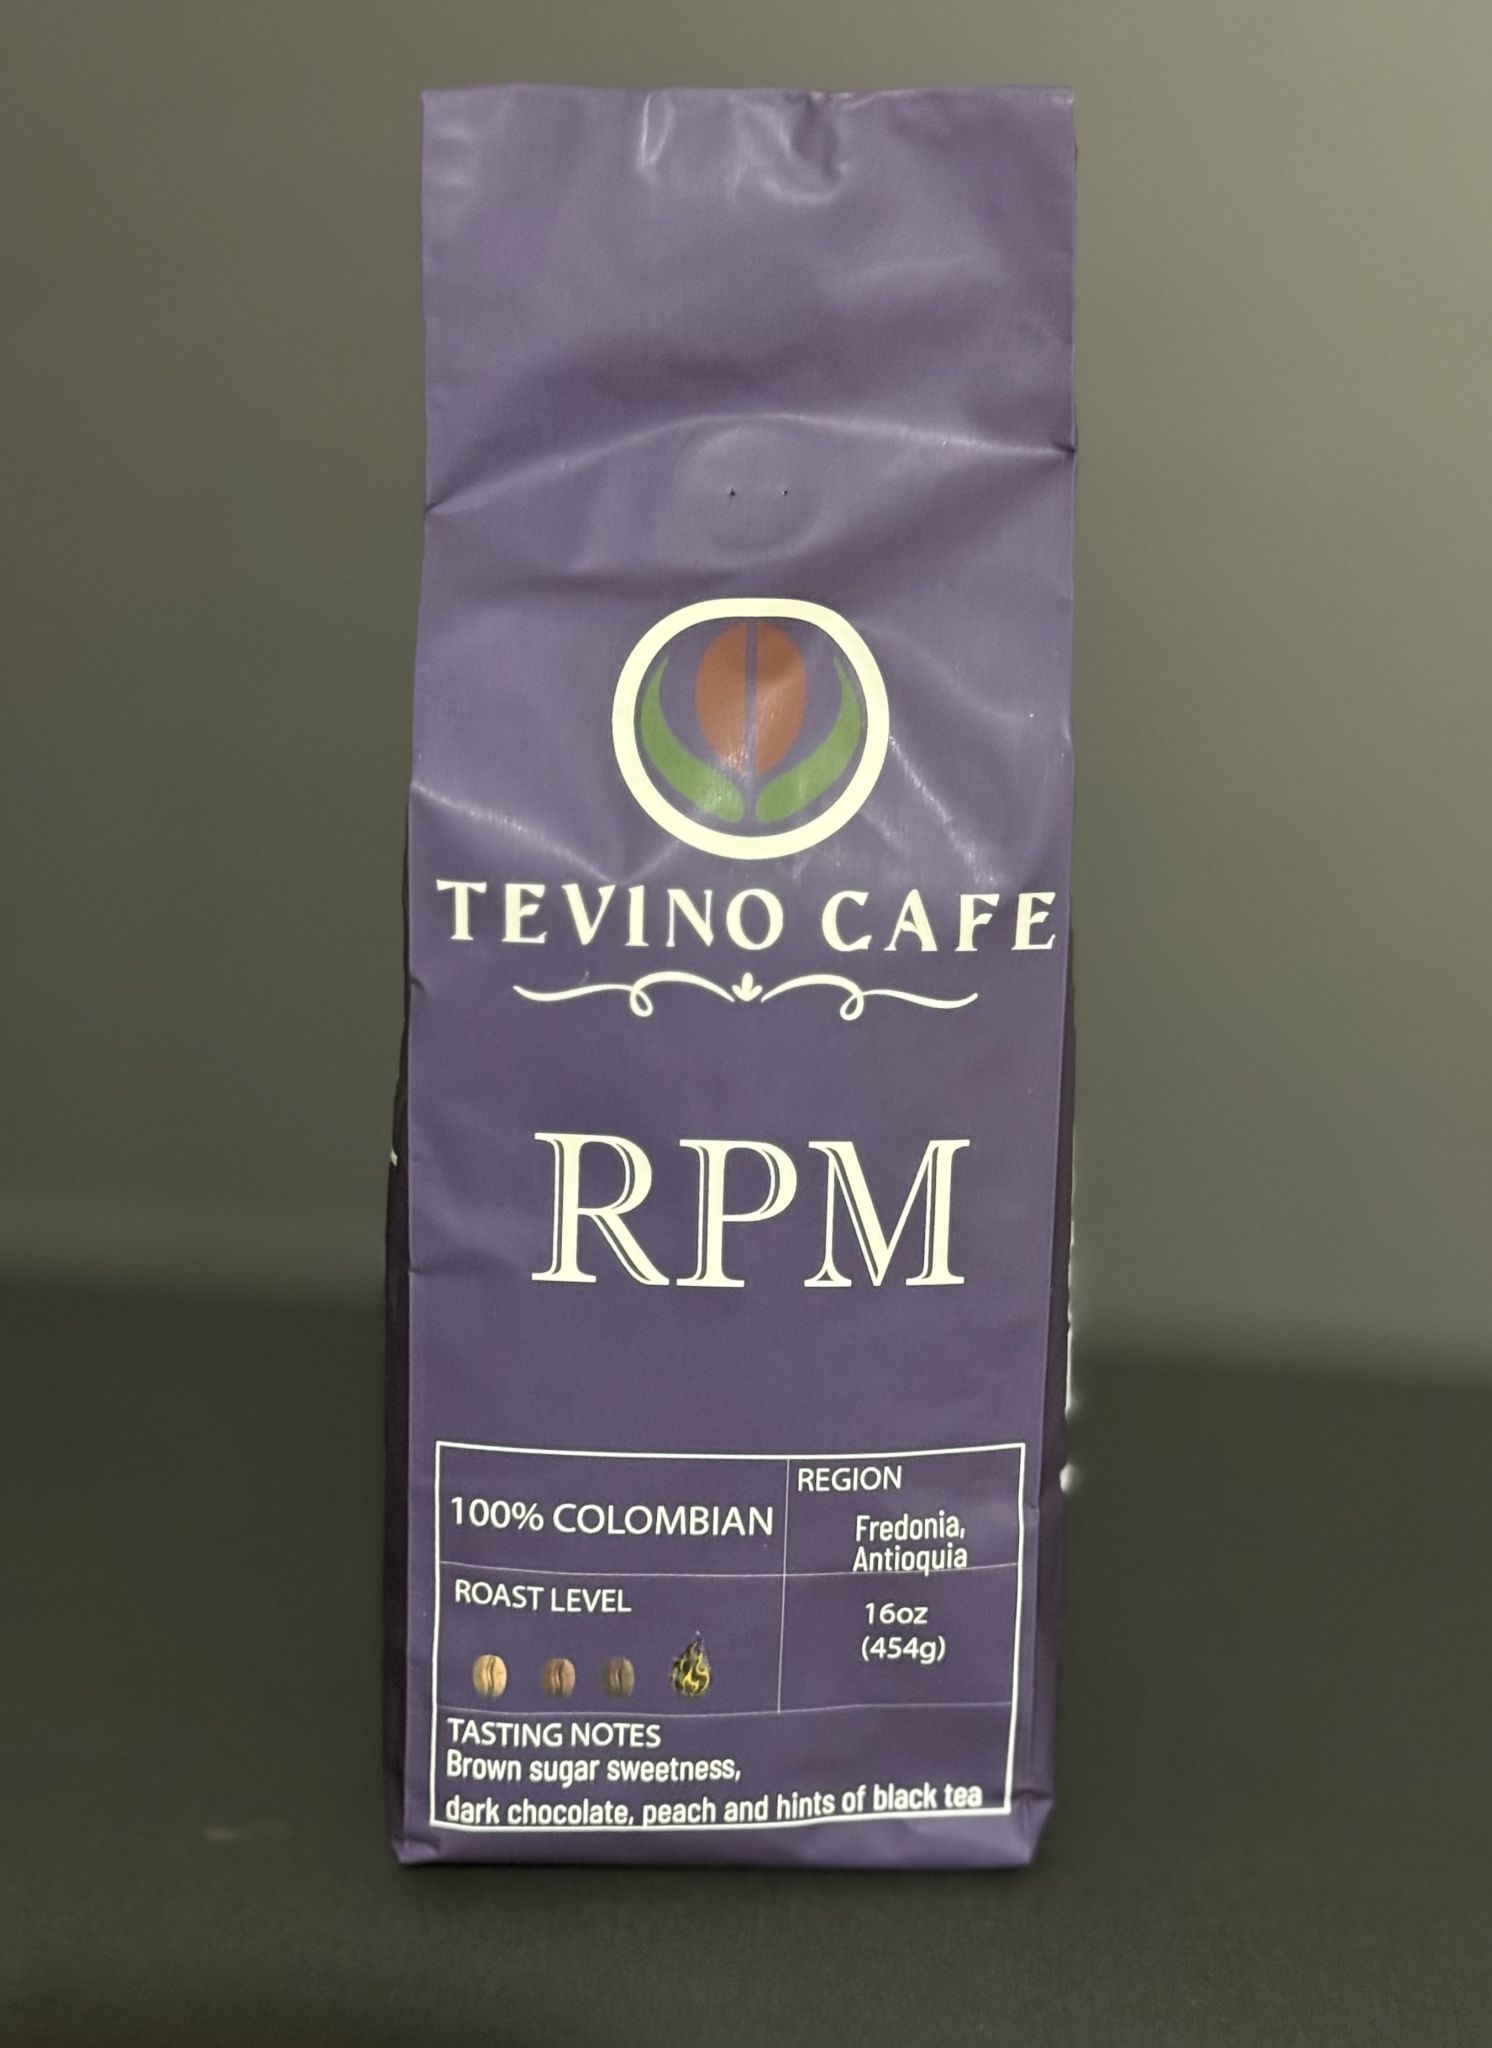 TEVINO CAFE
RPM
100% COLOMBIAN
REGION
Fredonia,
Antioquia
ROAST LEVEL
16oz
(454g)
TASTING NOTES
Brown sugar sweetness,
dark chocolate, peach and hints of black tea